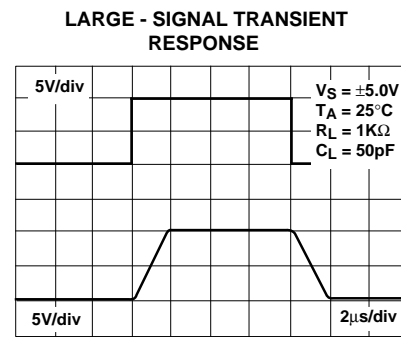 LARGE - SIGNAL TRANSIENT
RESPONSE
5V/div
VS = ±5.0V
TA = 25°C
RL = 1KΩ
CL = 50pF
5V/div
2µs/div